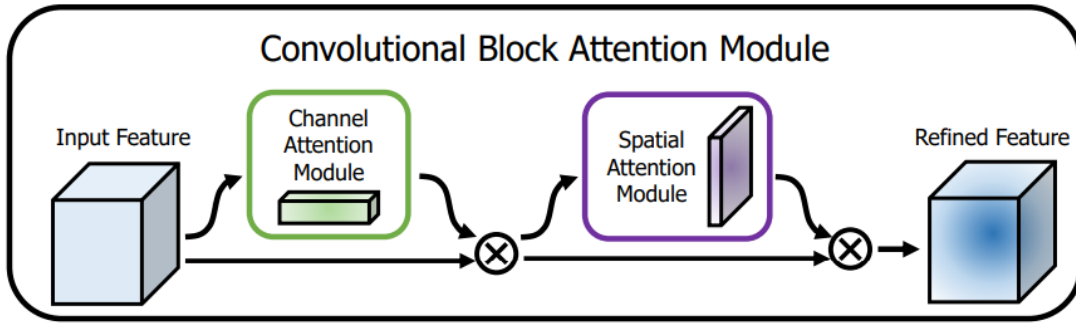 Convolutional Block Attention Module
Input Feature
Channel
Attention
Module
Spatial
Attention
Module
Refined Feature